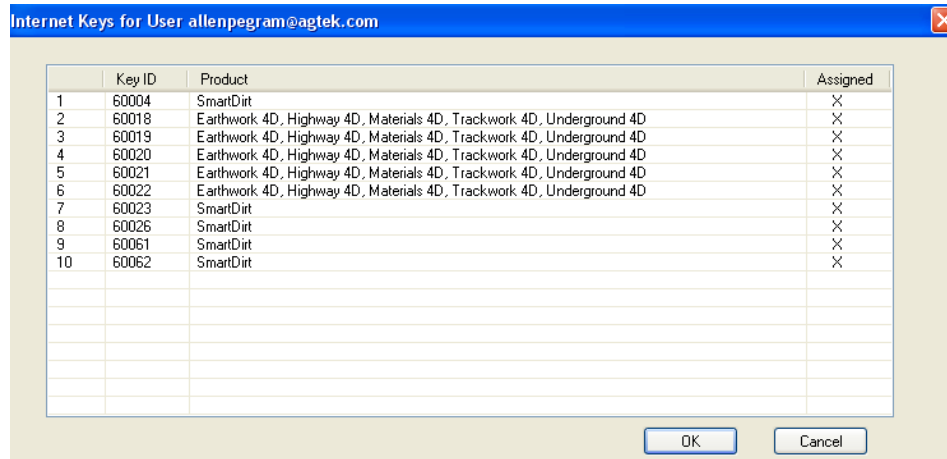 Internet Keys for User allenpegram@agtek.com
Key ID Product Assigned
1 60004 SmartDirt X
2 60018 Earthwork 4D, Highway 4D, Materials 4D, Trackwork 4D, Underground 4D X
3 60019 Earthwork 4D, Highway 4D, Materials 4D, Trackwork 4D, Underground 4D X
4 60020 Earthwork 4D, Highway 4D, Materials 4D, Trackwork 4D, Underground 4D X
5 60021 Earthwork 4D, Highway 4D, Materials 4D, Trackwork 4D, Underground 4D X
6 60022 Earthwork 4D, Highway 4D, Materials 4D, Trackwork 4D, Underground 4D X
7 60023 SmartDirt X
8 60026 SmartDirt X
9 60061 SmartDirt X
10 60062 SmartDirt X
OK Cancel